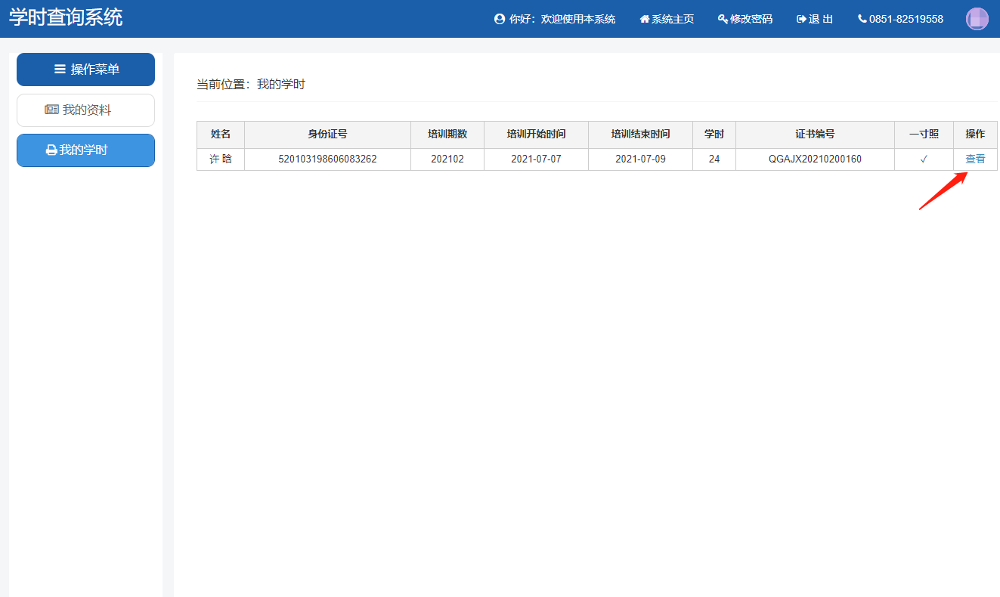 学时查询系统
你好：欢迎使用本系统 系统主页 修改密码 退 出 0851-82519558
操作菜单
我的资料
我的学时
当前位置：我的学时
姓名 身份证号 培训期数 培训开始时间 培训结束时间 学时 证书编号 一寸照 操作
许 晗 520103198606083262 202102 2021-07-07 2021-07-09 24 QGAJX20210200160 ✓ 查看